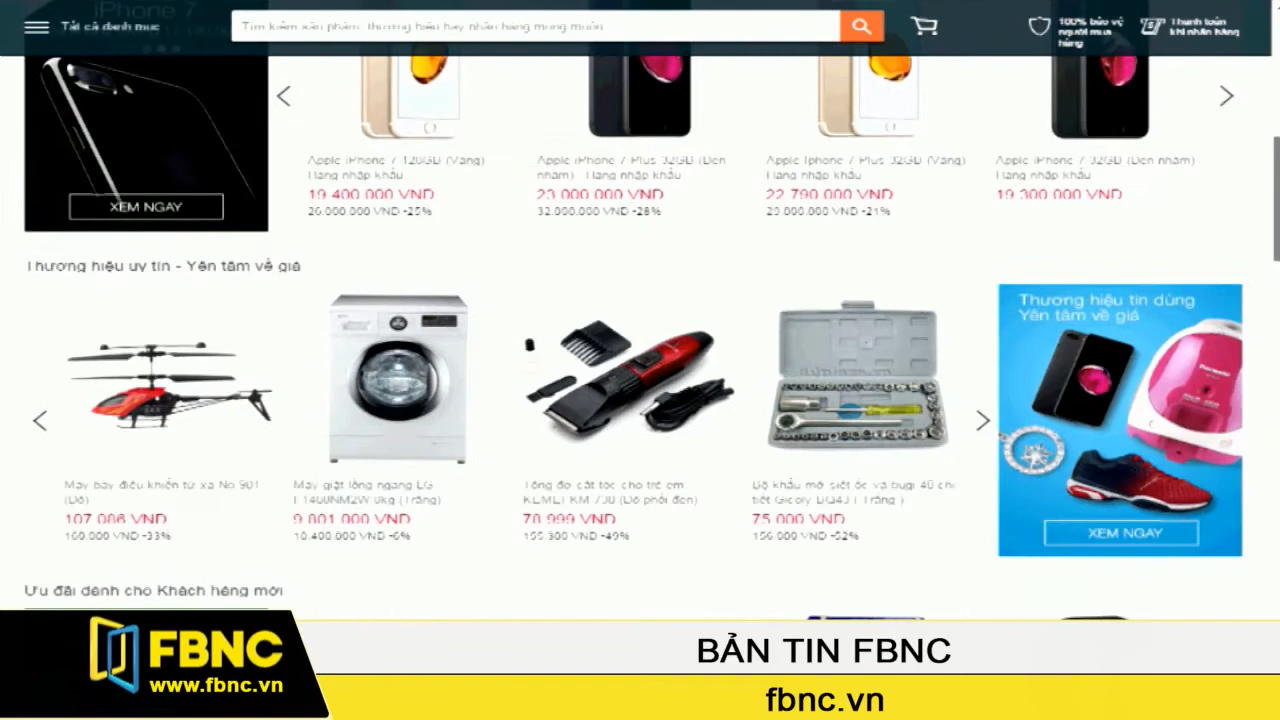 iPhone 7
Tất cả danh mục
Tìm kiếm sản phẩm, thương hiệu hay nhãn hàng mong muốn
100% bảo vệ
người mua
hàng
Thanh toán
khi nhận hàng
XEM NGAY
Apple iPhone 7 128GB (Vàng)
Hàng nhập khẩu
19.400.000 VND
26.000.000 VND -25%
Apple iPhone 7 Plus 32GB (Đen
nhám) - Hàng nhập khẩu
23.000.000 VND
32.000.000 VND -28%
Apple Iphone 7 Plus 32GB (Vàng)
Hàng nhập khẩu
22.790.000 VND
29.000.000 VND -21%
Apple iPhone 7 32GB (Đen nhám)
Hàng nhập khẩu
19.300.000 VND
Thương hiệu uy tín - Yên tâm về giá
Máy bay điều khiển từ xa No 901
(Đỏ)
107.086 VND
160.000 VND -33%
Máy giặt lồng ngang LG
F1408NM2W 8kg (Trắng)
9.801.000 VND
10.400.000 VND -6%
Tông đơ cắt tóc cho trẻ em
KEMEI KM 730 (Đỏ phối đen)
78.999 VND
155.300 VND -49%
Bộ khẩu mở siết ốc và bugi 40 chi
tiết
75.000 VND
156.000 VND -52%
Thương hiệu tin dùng
Yên tâm về giá
XEM NGAY
Ưu đãi dành cho Khách hàng mới
FBNC
www.fbnc.vn
BẢN TIN FBNC
fbnc.vn